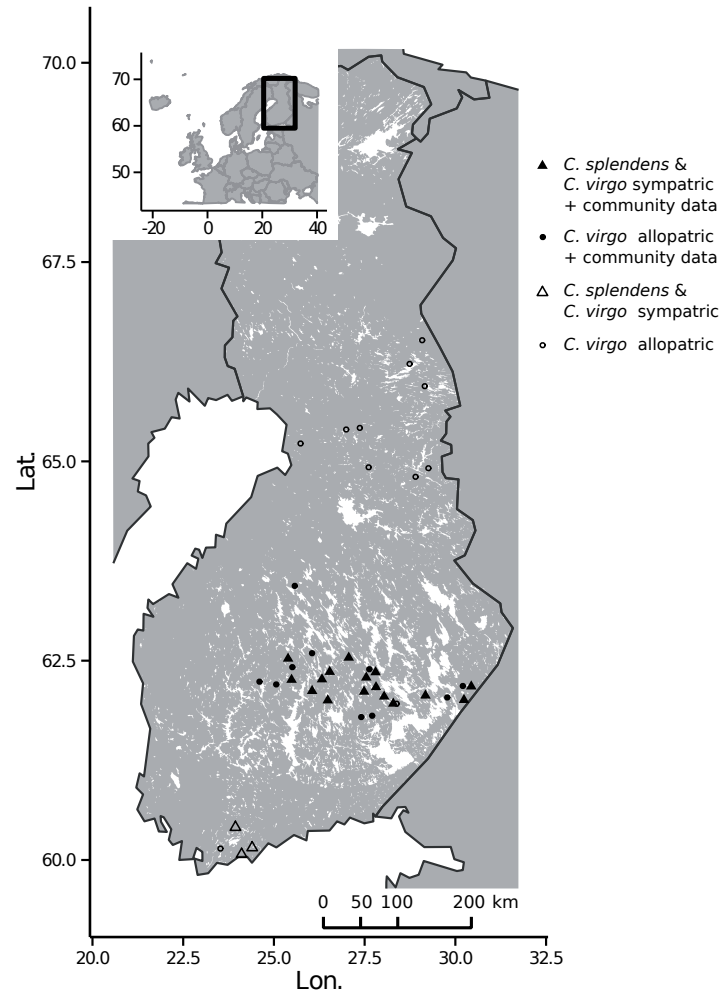 70.0
67.5
65.0
62.5
60.0
Lat.
70
60
50
-20 0 20 40
C. splendens &
C. virgo sympatric
+ community data
C. virgo allopatric
+ community data
C. splendens &
C. virgo sympatric
C. virgo allopatric
0 50 100 200 km
20.0 22.5 25.0 27.5 30.0 32.5
Lon.